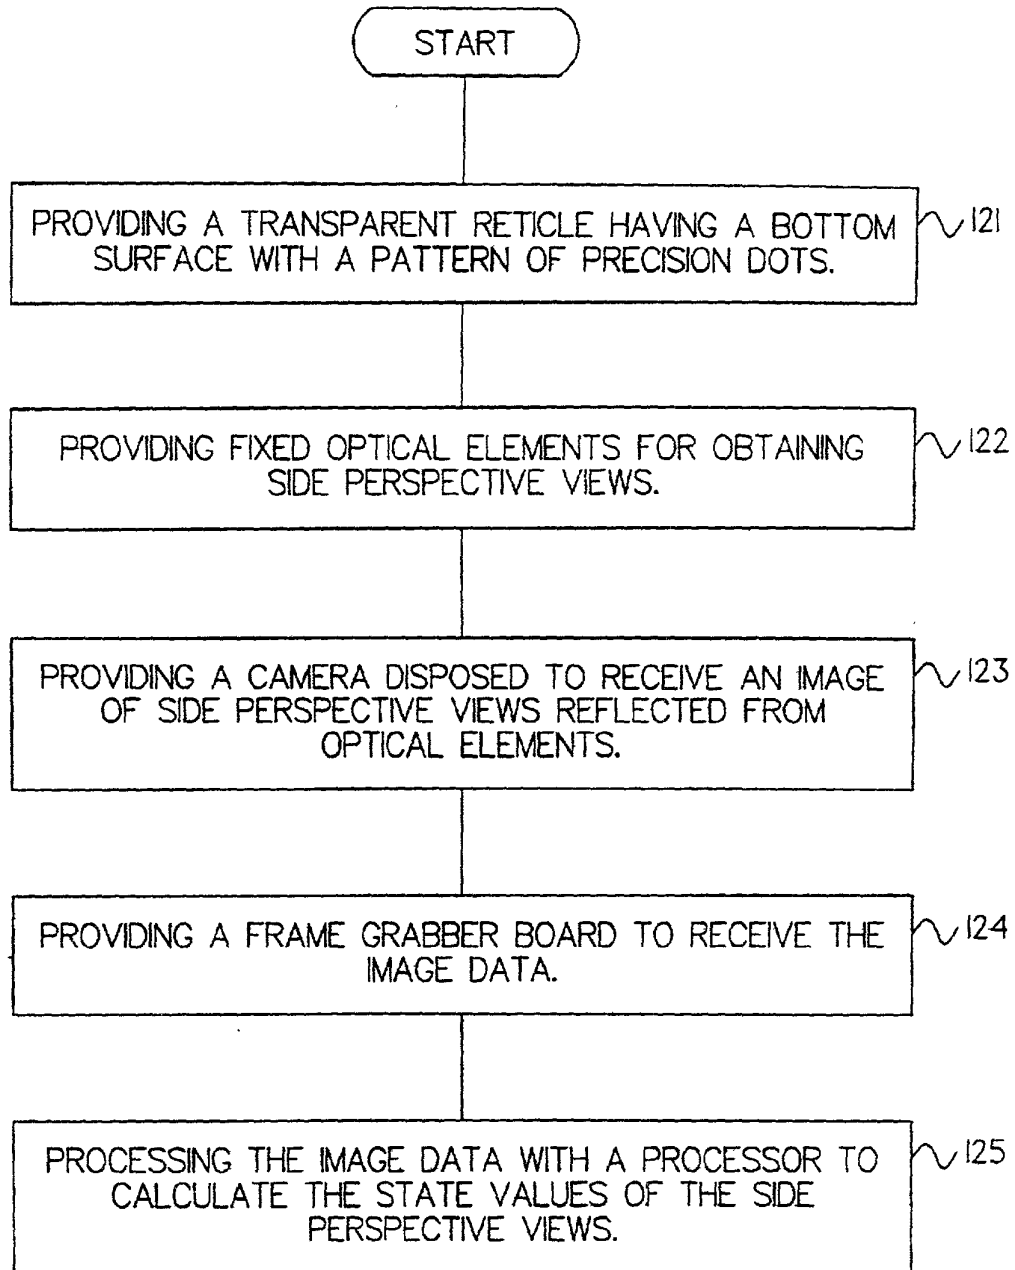 START
PROVIDING A TRANSPARENT RETICLE HAVING A BOTTOM
SURFACE WITH A PATTERN OF PRECISION DOTS.
121
PROVIDING FIXED OPTICAL ELEMENTS FOR OBTAINING
SIDE PERSPECTIVE VIEWS.
122
PROVIDING A CAMERA DISPOSED TO RECEIVE AN IMAGE
OF SIDE PERSPECTIVE VIEWS REFLECTED FROM
OPTICAL ELEMENTS.
123
PROVIDING A FRAME GRABBER BOARD TO RECEIVE THE
IMAGE DATA.
124
PROCESSING THE IMAGE DATA WITH A PROCESSOR TO
CALCULATE THE STATE VALUES OF THE SIDE
PERSPECTIVE VIEWS.
125